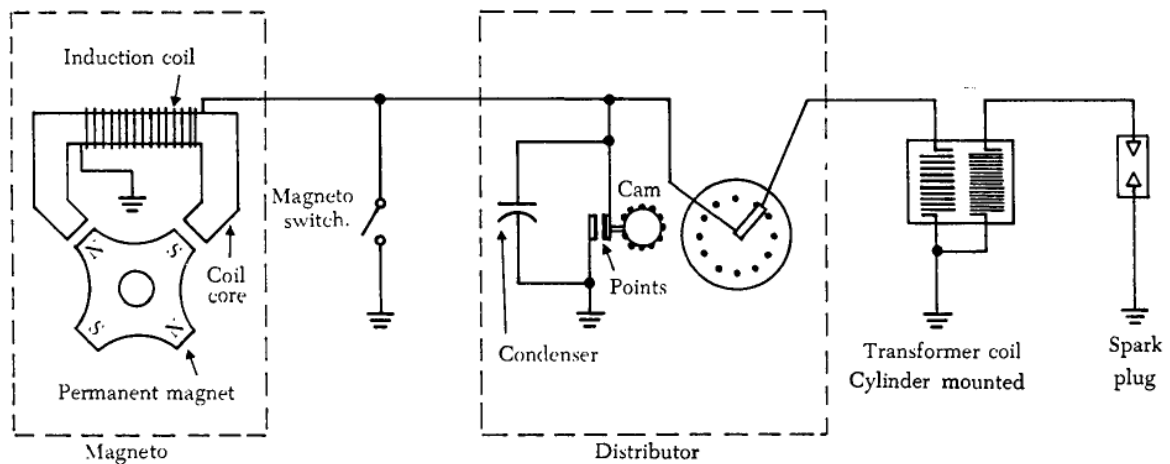 Induction coil
Magneto
switch.
Cam
Coil
core
Points
N
S
S
N
Condenser
Permanent magnet
Transformer coil
Cylinder mounted
Spark
plug
Magneto
Distributor